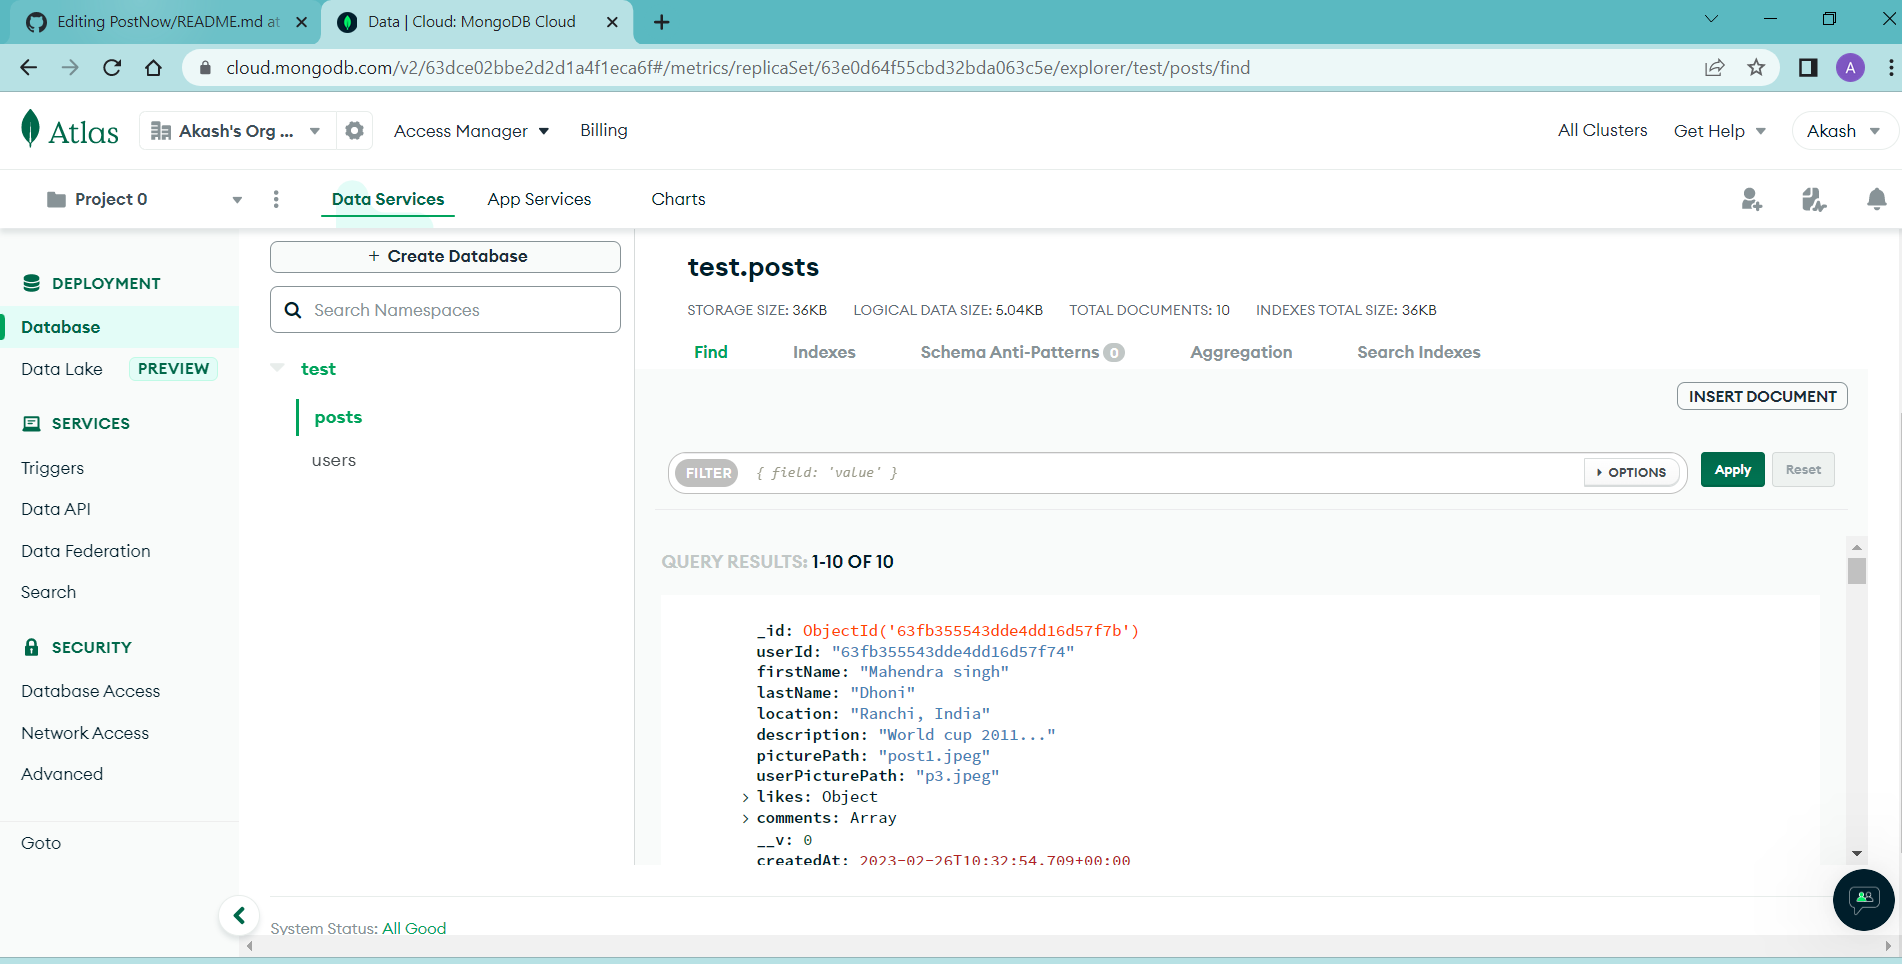 Editing PostNow/README.md at
Data | Cloud: MongoDB Cloud
cloud.mongodb.com/v2/63dce02bbe2d2d1a4f1eca6f#/metrics/replicaSet/63e0d64f55cbd32bda063c5e/explorer/test/posts/find
A
Atlas
Akash's Org ...
Access Manager
Billing
All Clusters
Get Help
Akash
Project 0
Data Services
App Services
Charts
DEPLOYMENT
Database
Data Lake PREVIEW
SERVICES
Triggers
Data API
Data Federation
Search
SECURITY
Database Access
Network Access
Advanced
Goto
+ Create Database
Search Namespaces
test
posts
users
test.posts
STORAGE SIZE: 36KB LOGICAL DATA SIZE: 5.04KB TOTAL DOCUMENTS: 10 INDEXES TOTAL SIZE: 36KB
Find Indexes Schema Anti-Patterns 0 Aggregation Search Indexes
INSERT DOCUMENT
FILTER { field: 'value' } OPTIONS Apply Reset
QUERY RESULTS: 1-10 OF 10
_id: ObjectId('63fb355543dde4dd16d57f7b')
userId: "63fb355543dde4dd16d57f74"
firstName: "Mahendra singh"
lastName: "Dhoni"
location: "Ranchi, India"
description: "World cup 2011..."
picturePath: "post1.jpeg"
userPicturePath: "p3.jpeg"
likes: Object
comments: Array
__v: 0
createdAt: 2023-02-26T10:32:54.709+00:00
System Status: All Good